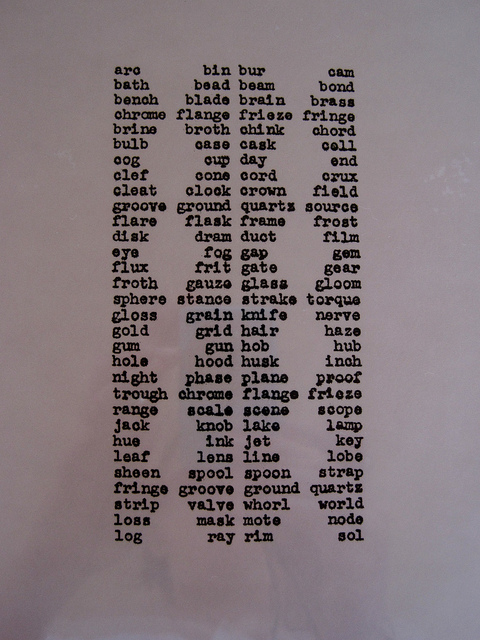 arc bin bur cam
bath bead beam bond
bench blade brain brass
chrome flange frieze fringe
brine broth chink chord
bulb case cask cell
cog cup day end
clef cone cord crux
cleat clock crown field
groove ground quartz source
flare flask frame frost
disk dram duct film
eye fog gap gem
flux frit gate gear
froth gauze glass gloom
sphere stance strake torque
gloss grain knife nerve
gold grid hair haze
gum gun hob hub
hole hood husk inch
night phase plane proof
trough chrome flange frieze
range scale scene scope
jack knob lake lamp
hue ink jet key
leaf lens line lobe
sheen spool spoon strap
fringe groove ground quartz
strip valve whorl world
loss mask mote node
log ray rim sol